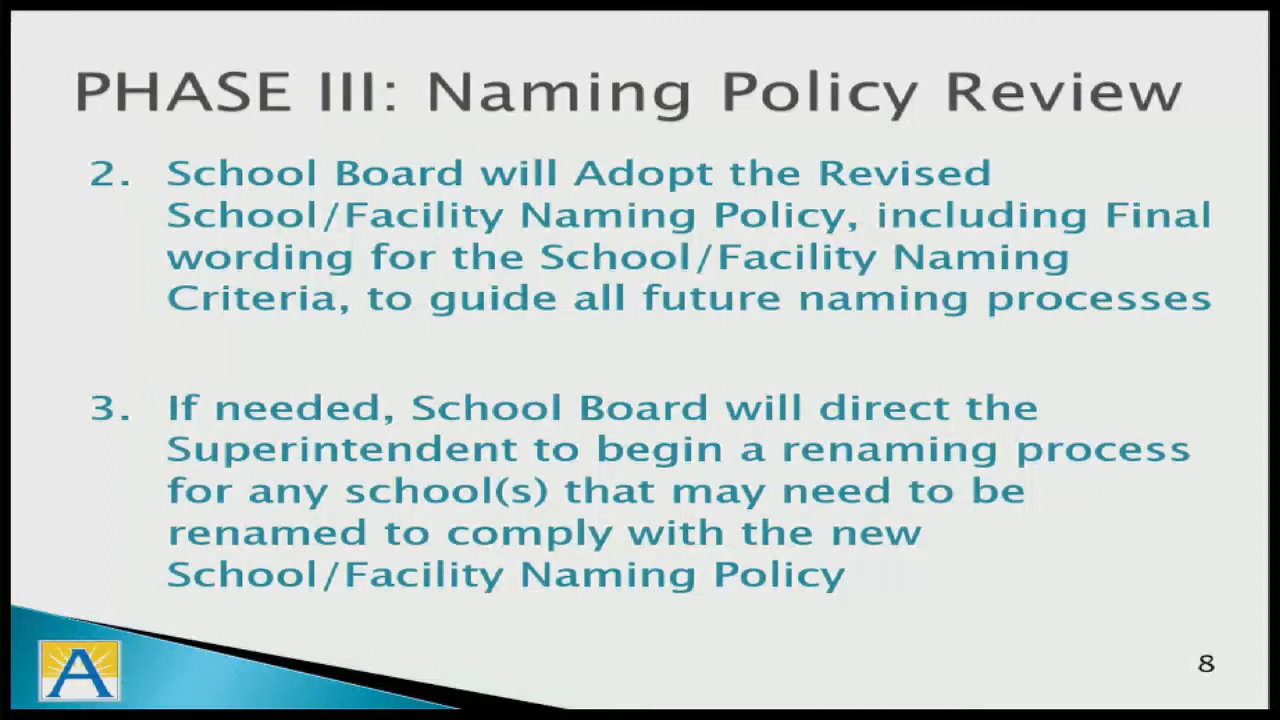 PHASE III: Naming Policy Review
2. School Board will Adopt the Revised
School/Facility Naming Policy, including Final
wording for the School/Facility Naming
Criteria, to guide all future naming processes
3. If needed, School Board will direct the
Superintendent to begin a renaming process
for any school(s) that may need to be
renamed to comply with the new
School/Facility Naming Policy
A
8